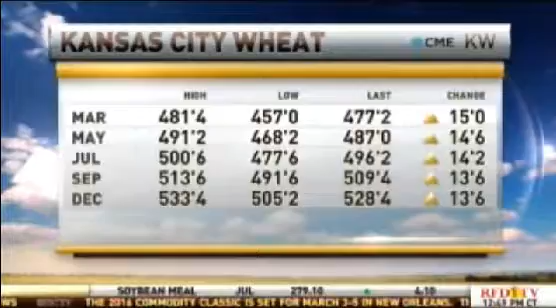 KANSAS CITY WHEAT CME KW
HIGH LOW LAST CHANGE
MAR 481'4 457'0 477'2 15'0
MAY 491'2 468'2 487'0 14'6
JUL 500'6 477'6 496'2 14'2
SEP 513'6 491'6 509'4 13'6
DEC 533'4 505'2 528'4 13'6
SOYBEAN MEAL JUL 279.10 4.10
THE 2016 COMMODITY CLASSIC IS SET FOR MARCH 3-5 IN NEW ORLEANS.
RFD TV
12:49 PM CT